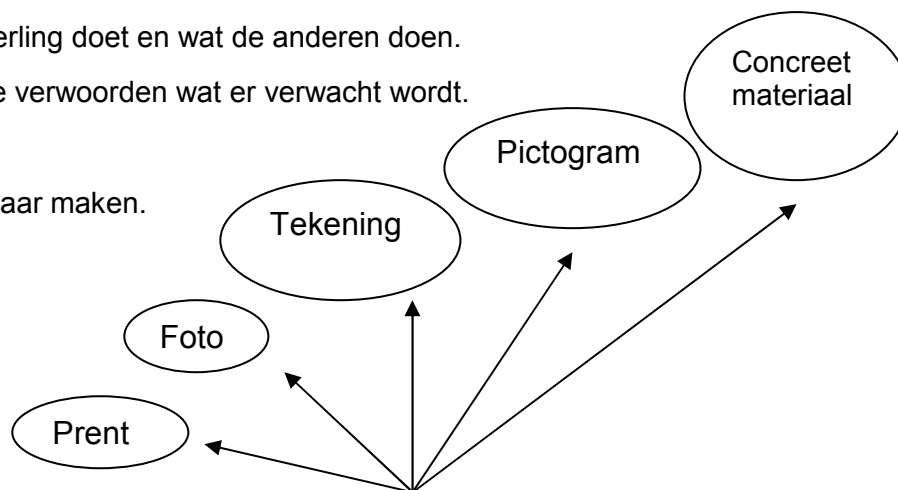 erling doet en wat de anderen doen.
e verwoorden wat er verwacht wordt.
aar maken.
Concreet
materiaal
Pictogram
Tekening
Foto
Prent